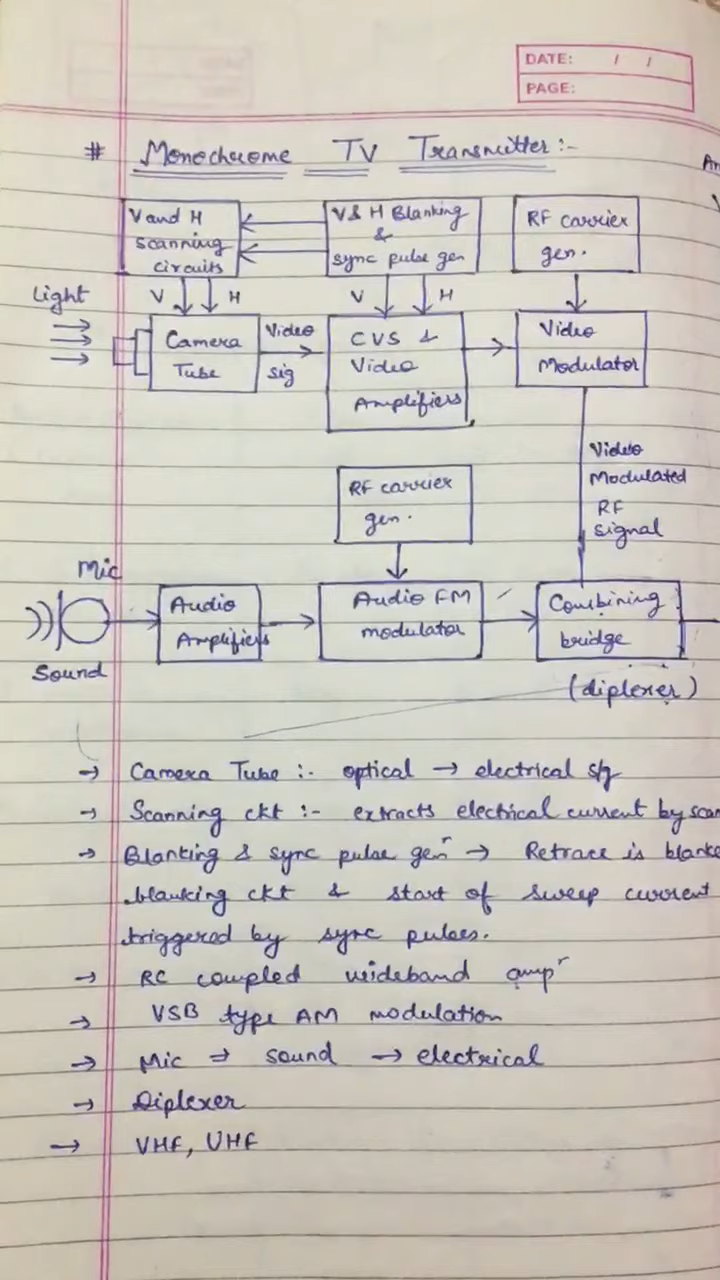 DATE: / /
PAGE:
# Monochrome TV Transmitter :-
V and H scanning circuits
V & H Blanking & sync pulse gen
RF carrier gen.
Light
V H
V H
Camera Tube
Video sig
CVS & Video Amplifiers
Video Modulator
RF carrier gen.
Video Modulated RF signal
Mic
Audio Amplifiers
Audio FM modulator
Combining bridge
Sound
(diplexer)
→ Camera Tube :- optical → electrical s/g
→ Scanning ckt :- extracts electrical current by scan
→ Blanking & sync pulse genr → Retrace is blanke
blanking ckt & start of sweep current
triggered by sync pulses.
→ RC coupled wideband ampr
→ VSB type AM modulation
→ Mic → sound → electrical
→ Diplexer
→ VHF, UHF